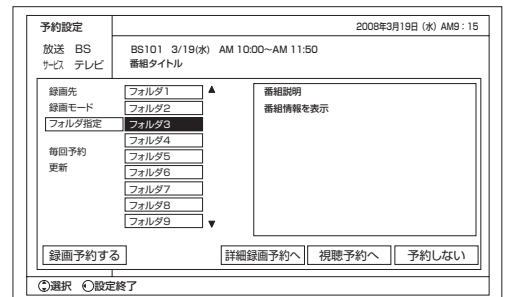 予約設定 2008年3月19日（水）AM9：15
放送 BS BS101 3/19(水) AM 10:00～AM 11:50
サービス テレビ 番組タイトル
録画先
録画モード
フォルダ指定
毎回予約
更新
フォルダ1 ▲
フォルダ2
フォルダ3
フォルダ4
フォルダ5
フォルダ6
フォルダ7
フォルダ8
フォルダ9 ▼
番組説明
番組情報を表示
録画予約する 詳細録画予約へ 視聴予約へ 予約しない
選択 設定終了